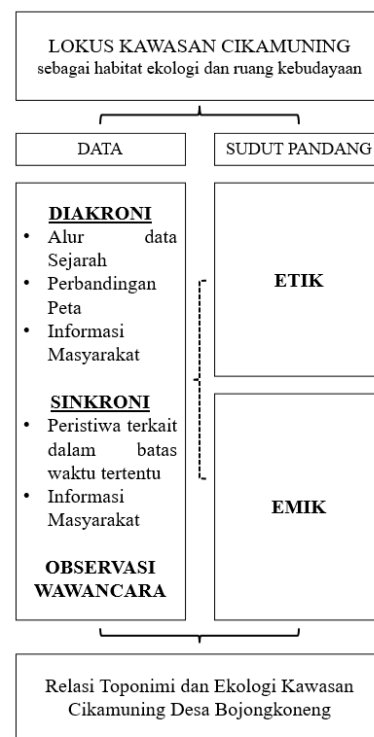 LOKUS KAWASAN CIKAMUNING
sebagai habitat ekologi dan ruang kebudayaan
DATA
SUDUT PANDANG
DIAKRONI
• Alur data
Sejarah
• Perbandingan
Peta
• Informasi
Masyarakat
SINKRONI
• Peristiwa terkait
dalam batas
waktu tertentu
• Informasi
Masyarakat
OBSERVASI
WAWANCARA
ETIK
EMIK
Relasi Toponimi dan Ekologi Kawasan
Cikamuning Desa Bojongkoneng